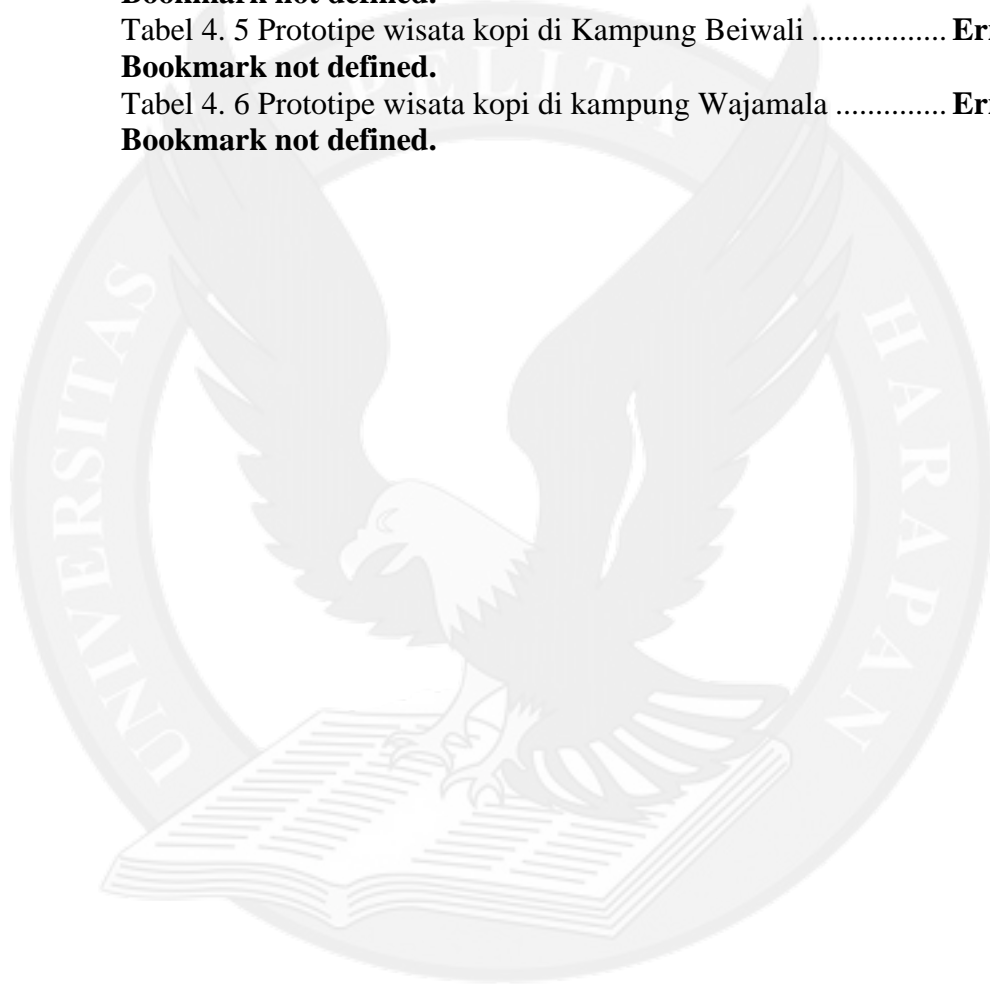 Bookmark not defined.
Tabel 4. 5 Prototipe wisata kopi di Kampung Beiwali ................. Er
Bookmark not defined.
Tabel 4. 6 Prototipe wisata kopi di kampung Wajamala .............. Er
Bookmark not defined.
UNIVERSITAS PELITA HARAPAN